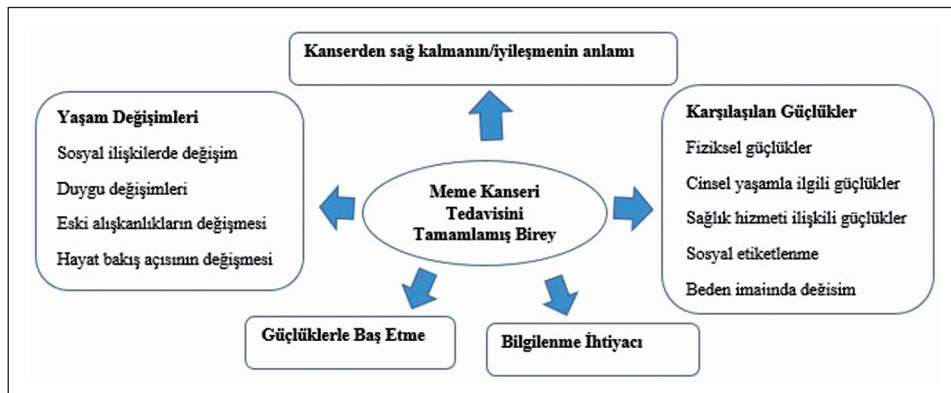 Kanserden sağ kalmanın/iyileşmenin anlamı
Yaşam Değişimleri
Sosyal ilişkilerde değişim
Duygu değişimleri
Eski alışkanlıkların değişmesi
Hayat bakış açısının değişmesi
Meme Kanseri
Tedavisini
Tamamlamış Birey
Karşılaşılan Güçlükler
Fiziksel güçlükler
Cinsel yaşamla ilgili güçlükler
Sağlık hizmeti ilişkili güçlükler
Sosyal etiketlenme
Beden imajında değişim
Güçlüklerle Baş Etme
Bilgilenme İhtiyacı